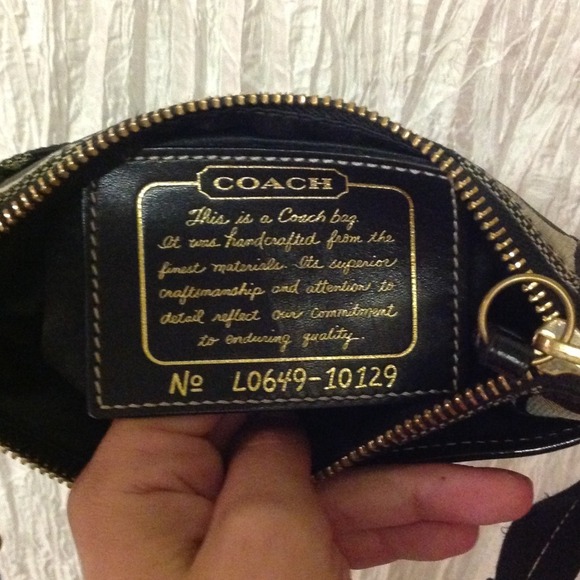 COACH
This is a Coach bag.
It was handcrafted from the
finest materials. Its superior
craftsmanship and attention to
detail reflect our commitment
to enduring quality.
Nº L0649-10129